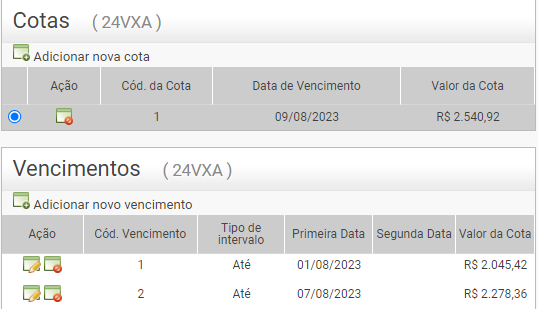 Cotas ( 24VXA )
Adicionar nova cota
Ação Cód. da Cota Data de Vencimento Valor da Cota
1 09/08/2023 R$ 2.540,92
Vencimentos ( 24VXA )
Adicionar novo vencimento
Ação Cód. Vencimento Tipo de intervalo Primeira Data Segunda Data Valor da Cota
1 Até 01/08/2023 R$ 2.045,42
2 Até 07/08/2023 R$ 2.278,36